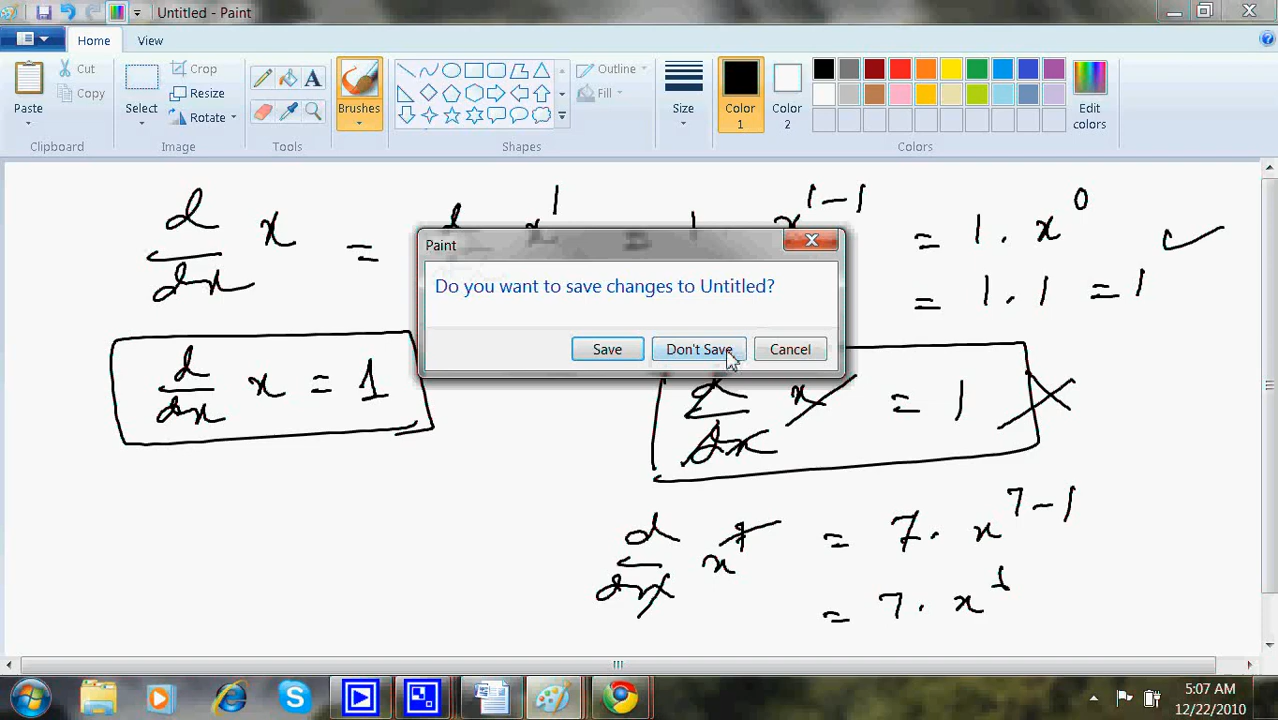 Untitled - Paint
Home View
Paste Cut Copy Clipboard
Select Crop Resize Rotate Image
Tools
Brushes
Outline Fill Shapes
Size
Color 1 Color 2 Edit colors Colors
d/dx x = d x^1 = 1 x^1-1 = 1 . x^0
= 1 . 1 = 1
Paint
Do you want to save changes to Untitled?
Save Don't Save Cancel
d/dx x = 1
d/dx x = 1
d/dx x^7 = 7 . x^7-1
= 7 . x
5:07 AM
12/22/2010